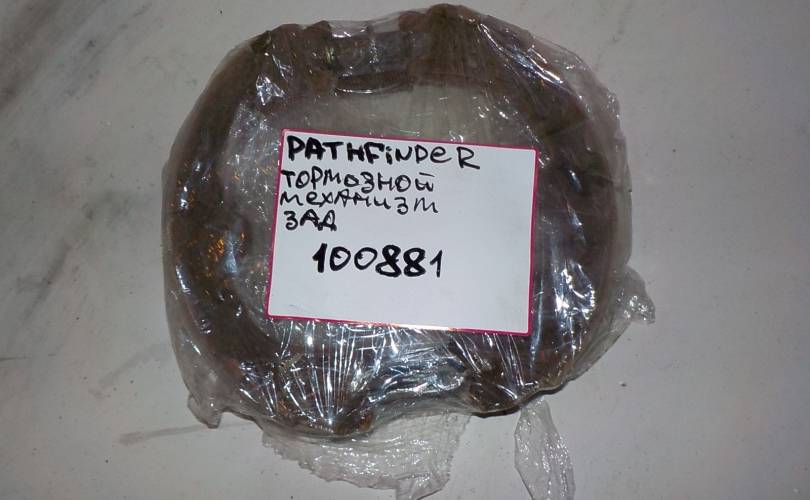 PATHFiNDER
ТОРМОЗНОЙ
МЕХАНИЗМ
ЗАД
100881